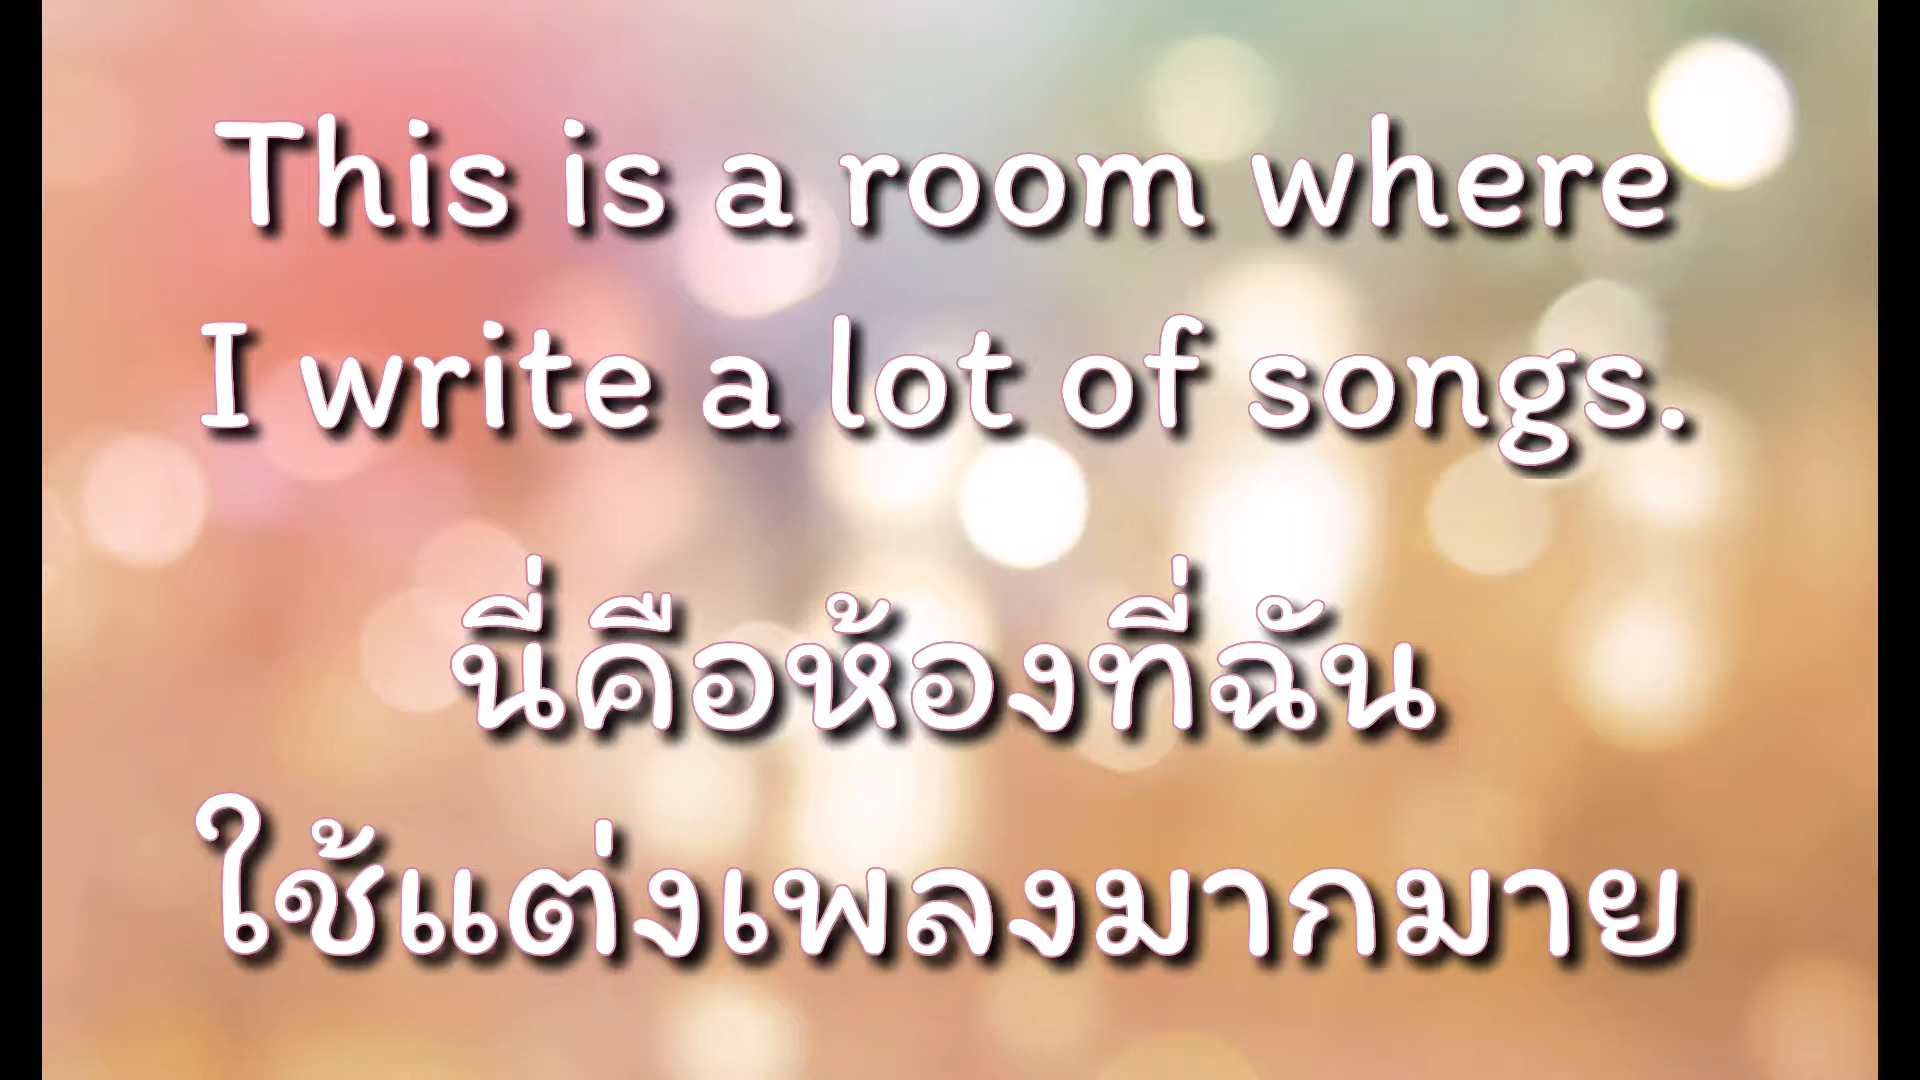 This is a room where
I write a lot of songs.
นี่คือห้องที่ฉัน
ใช้แต่งเพลงมากมาย